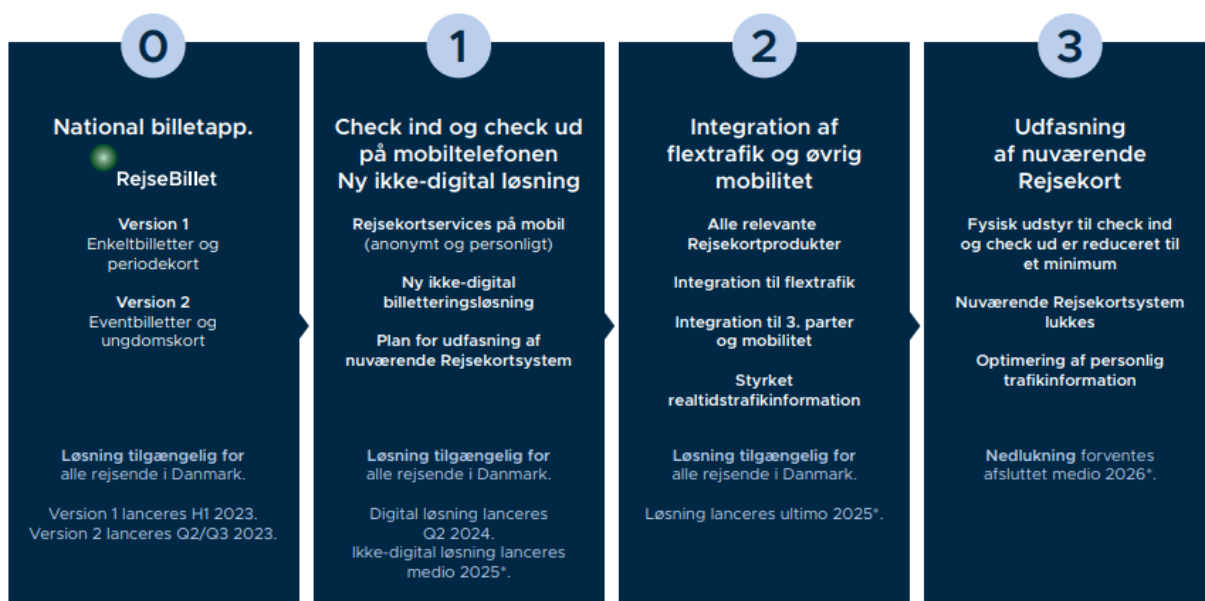 0
National billetapp.
RejseBillet
Version 1
Enkeltbilletter og
periodekort
Version 2
Eventbilletter og
ungdomskort
Løsning tilgængelig for
alle rejsende i Danmark.
Version 1 lanceres H1 2023.
Version 2 lanceres Q2/Q3 2023.
1
Check ind og check ud
på mobiltelefonen
Ny ikke-digital løsning
Rejsekortservices på mobil
(anonymt og personligt)
Ny ikke-digital
billetteringsløsning
Plan for udfasning af
nuværende Rejsekortsystem
Løsning tilgængelig for
alle rejsende i Danmark.
Digital løsning lanceres
Q2 2024.
Ikke-digital løsning lanceres
medio 2025*.
2
Integration af
flextrafik og øvrig
mobilitet
Alle relevante
Rejsekortprodukter
Integration til flextrafik
Integration til 3. parter
og mobilitet
Styrket
realtidstrafikinformation
Løsning tilgængelig for
alle rejsende i Danmark.
Løsning lanceres ultimo 2025*.
3
Udfasning
af nuværende
Rejsekort
Fysisk udstyr til check ind
og check ud er reduceret til
et minimum
Nuværende Rejsekortsystem
lukkes
Optimering af personlig
trafikinformation
Nedlukning forventes
afsluttet medio 2026*.